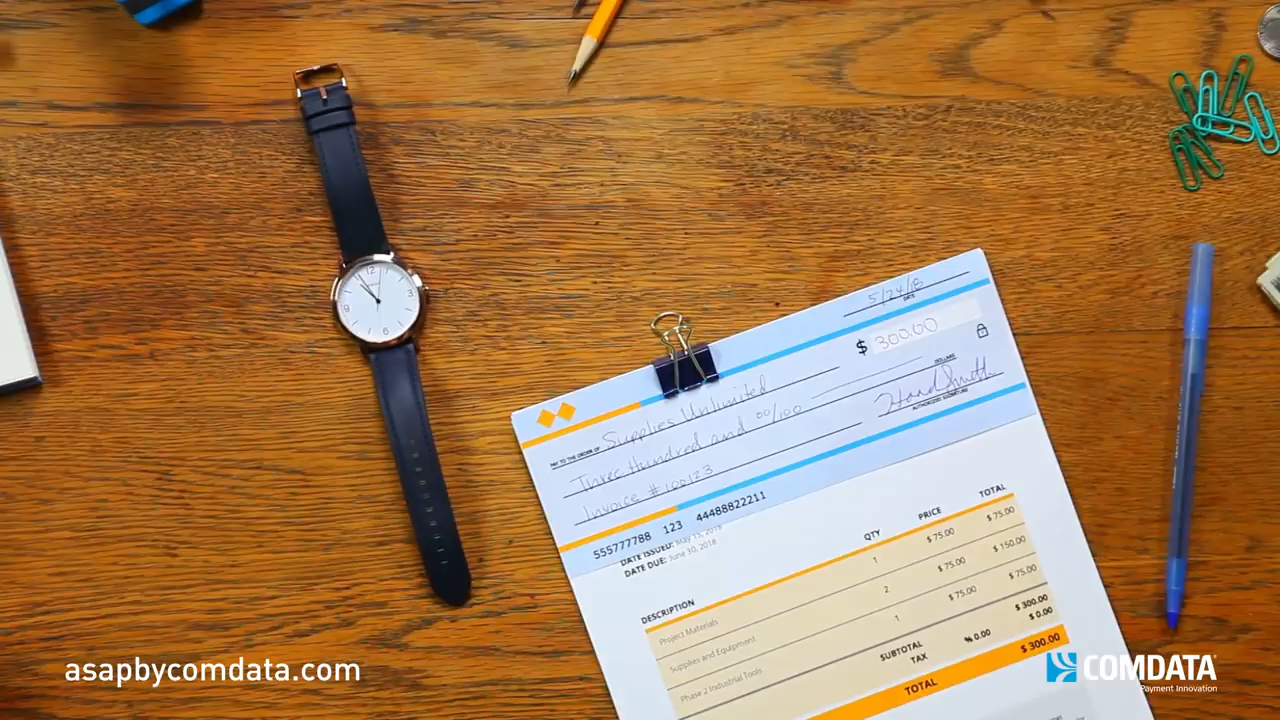 12
3
6
9
5/24/18
DATE
$ 300.00
DOLLARS
PAY TO THE ORDER OF Supplies Unlimited
Three Hundred and 00/100
AUTHORIZED SIGNATURE
Invoice #100123
555777788 123 44488822211
DATE ISSUED: May 15, 2018
DATE DUE: June 30, 2018
DESCRIPTION QTY PRICE TOTAL
Project Materials 1 $ 75.00 $ 75.00
Supplies and Equipment 2 $ 75.00 $ 150.00
Phase 2 Industrial Tools 1 $ 75.00 $ 75.00
SUBTOTAL $ 300.00
TAX % 0.00 $ 0.00
TOTAL $ 300.00
asapbycomdata.com
COMDATA
Payment Innovation